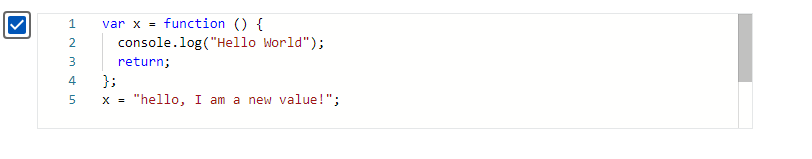 1 var x = function () {
2   console.log("Hello World");
3   return;
4 };
5 x = "hello, I am a new value!";